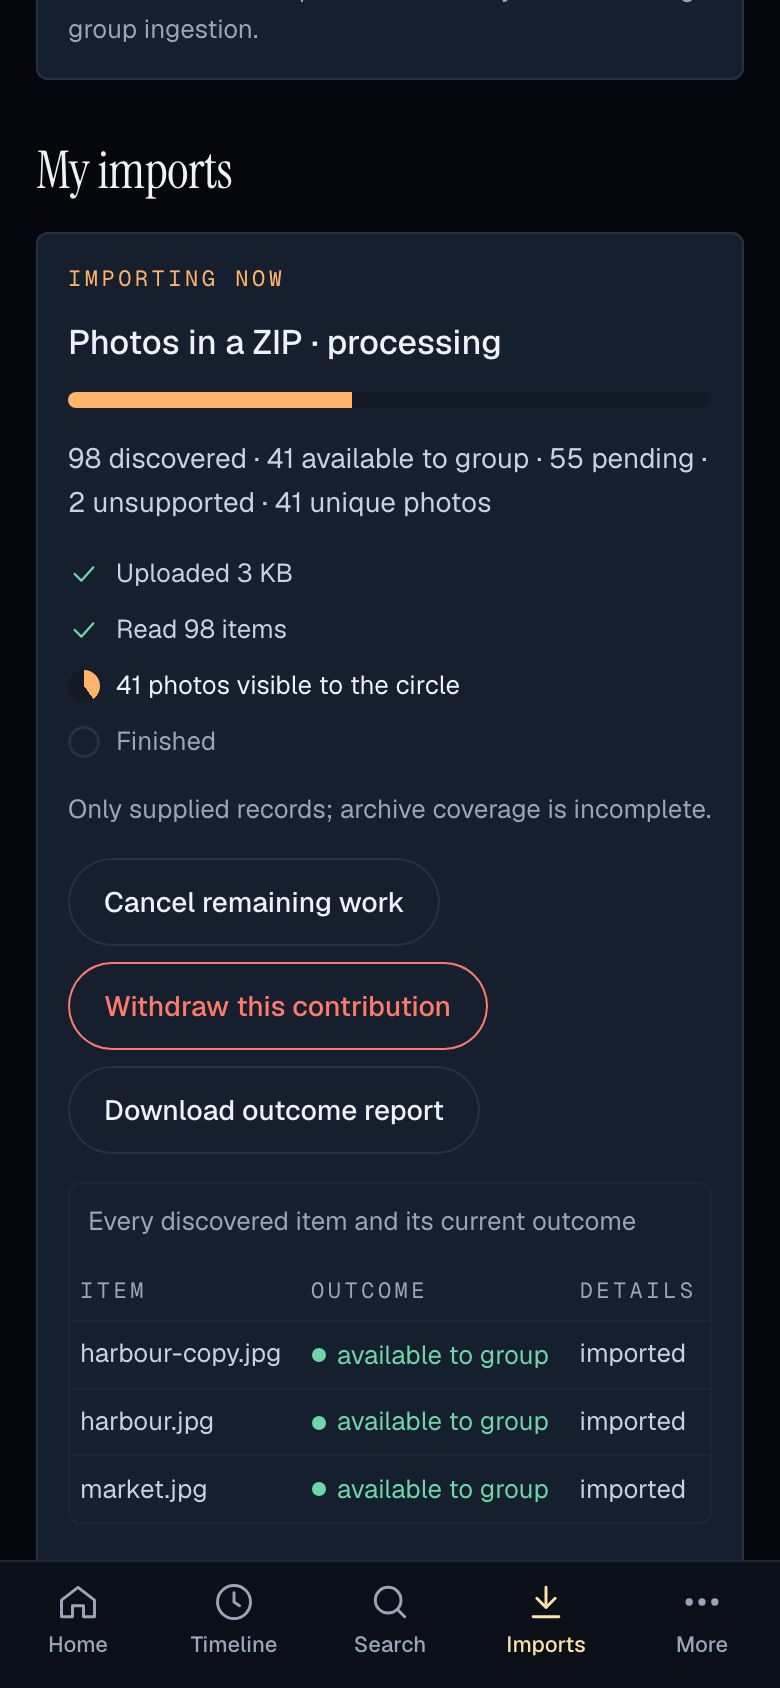 group ingestion.
My imports
IMPORTING NOW
Photos in a ZIP · processing
98 discovered · 41 available to group · 55 pending ·
2 unsupported · 41 unique photos
Uploaded 3 KB
Read 98 items
41 photos visible to the circle
Finished
Only supplied records; archive coverage is incomplete.
Cancel remaining work
Withdraw this contribution
Download outcome report
Every discovered item and its current outcome
ITEM OUTCOME DETAILS
harbour-copy.jpg available to group imported
harbour.jpg available to group imported
market.jpg available to group imported
Home Timeline Search Imports More